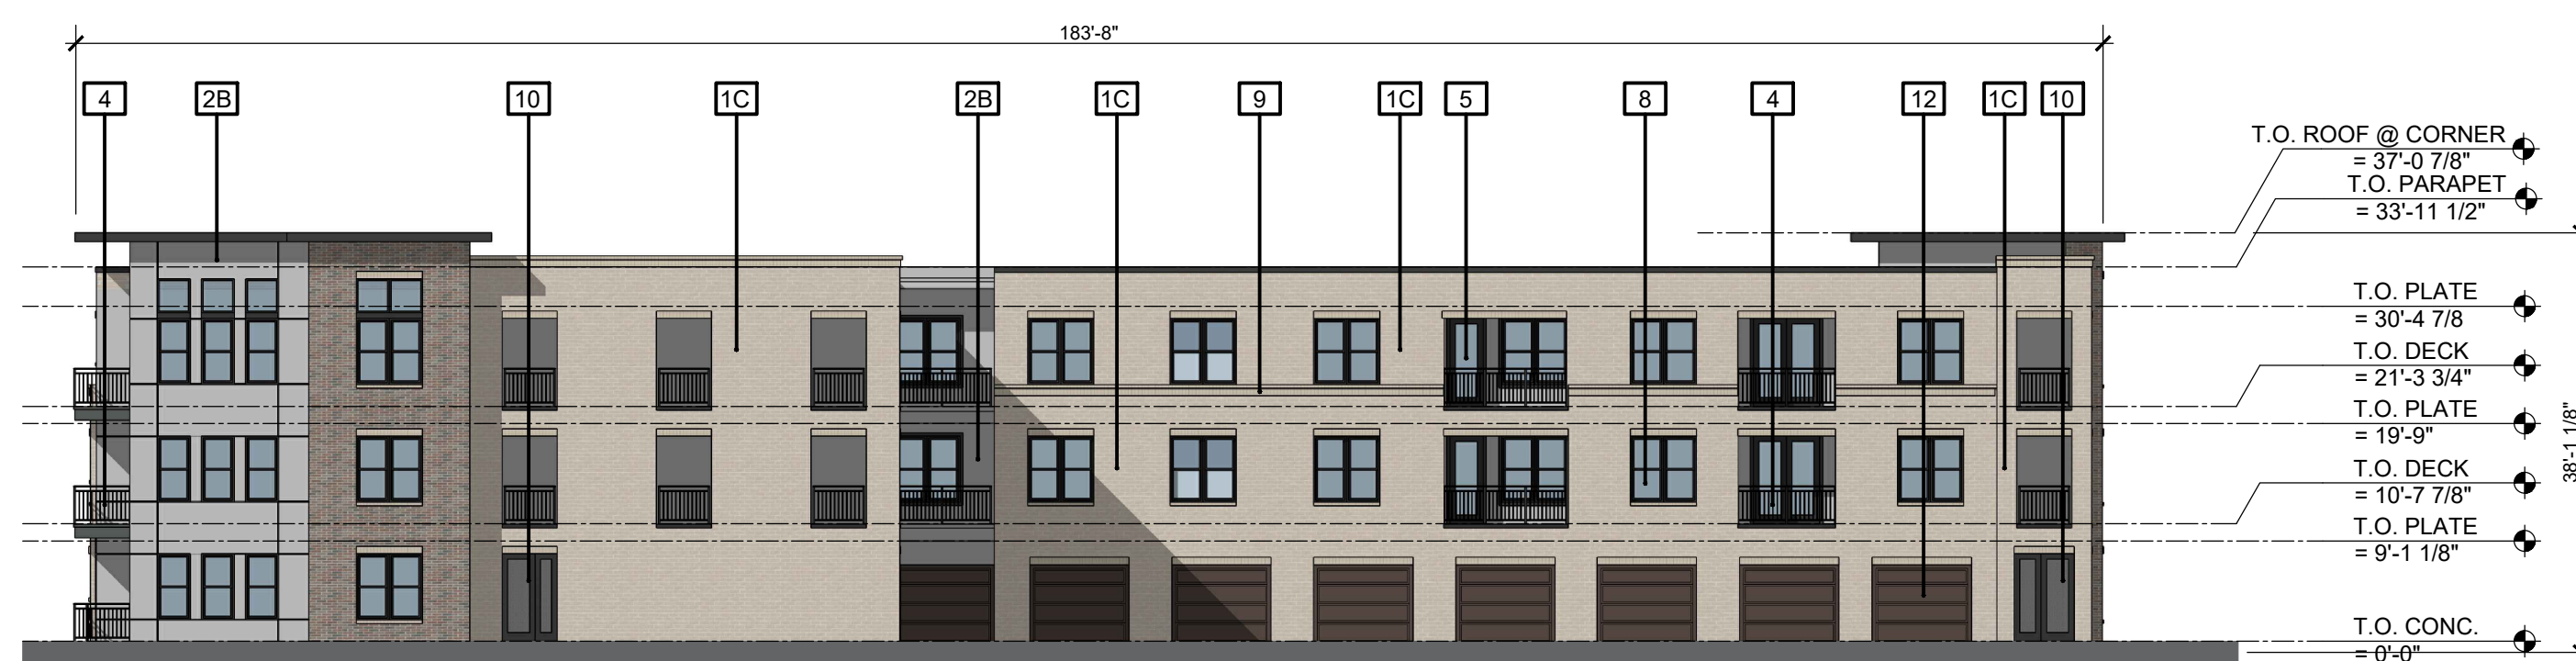 183'-8"
4
2B
10
1C
2B
1C
9
1C
5
8
4
12
1C
10
T.O. ROOF @ CORNER
= 37'-0 7/8"
T.O. PARAPET
= 33'-11 1/2"
T.O. PLATE
= 30'-4 7/8
T.O. DECK
= 21'-3 3/4"
T.O. PLATE
= 19'-9"
T.O. DECK
= 10'-7 7/8"
T.O. PLATE
= 9'-1 1/8"
T.O. CONC.
= 0'-0"
38'-1 1/8"